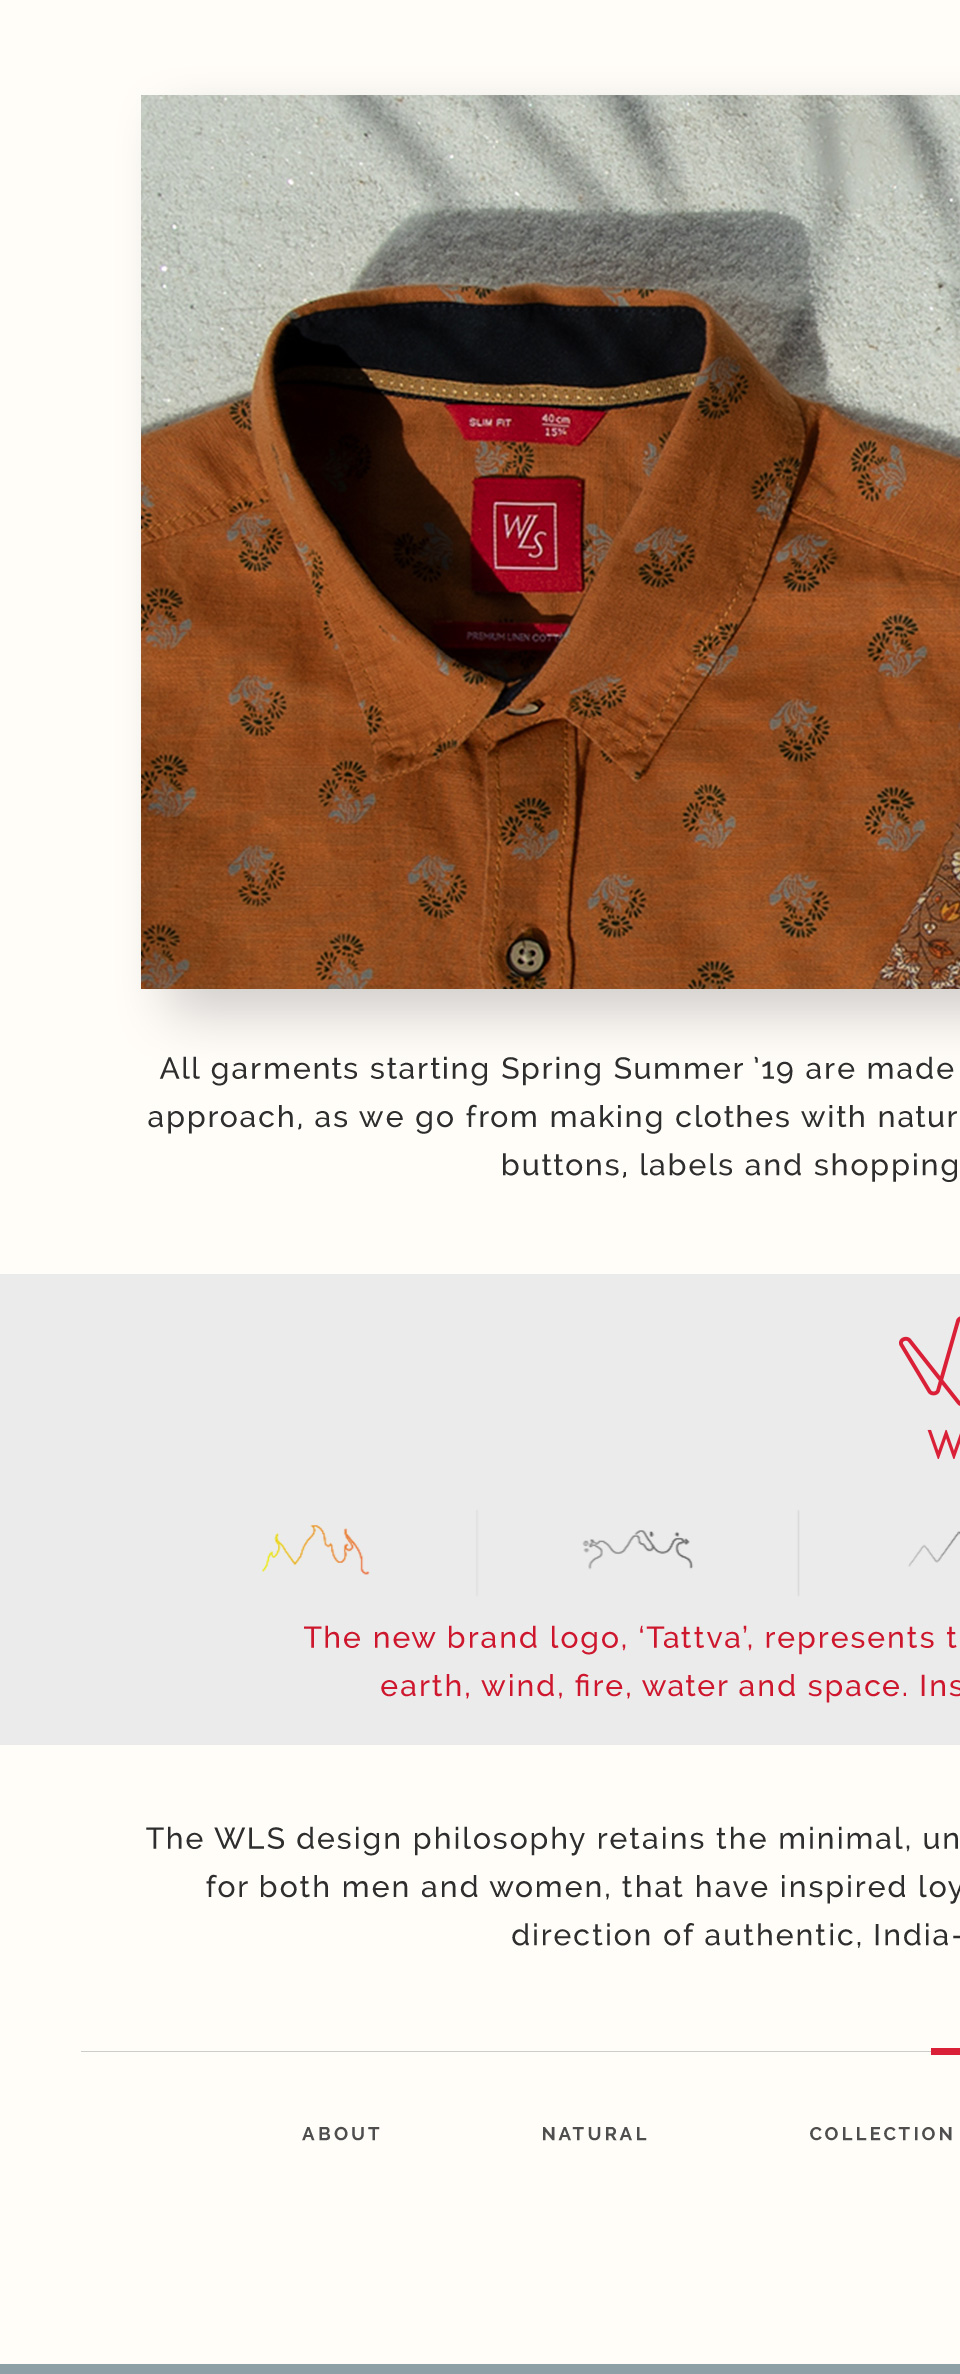 SLIM FIT
40cm
15¾
WLS
PREMIUM LINEN
All garments starting Spring Summer ’19 are made
approach, as we go from making clothes with natur
buttons, labels and shopping
W
The new brand logo, ‘Tattva’, represents t
earth, wind, fire, water and space. Ins
The WLS design philosophy retains the minimal, un
for both men and women, that have inspired loy
direction of authentic, India-
ABOUT
NATURAL
COLLECTION